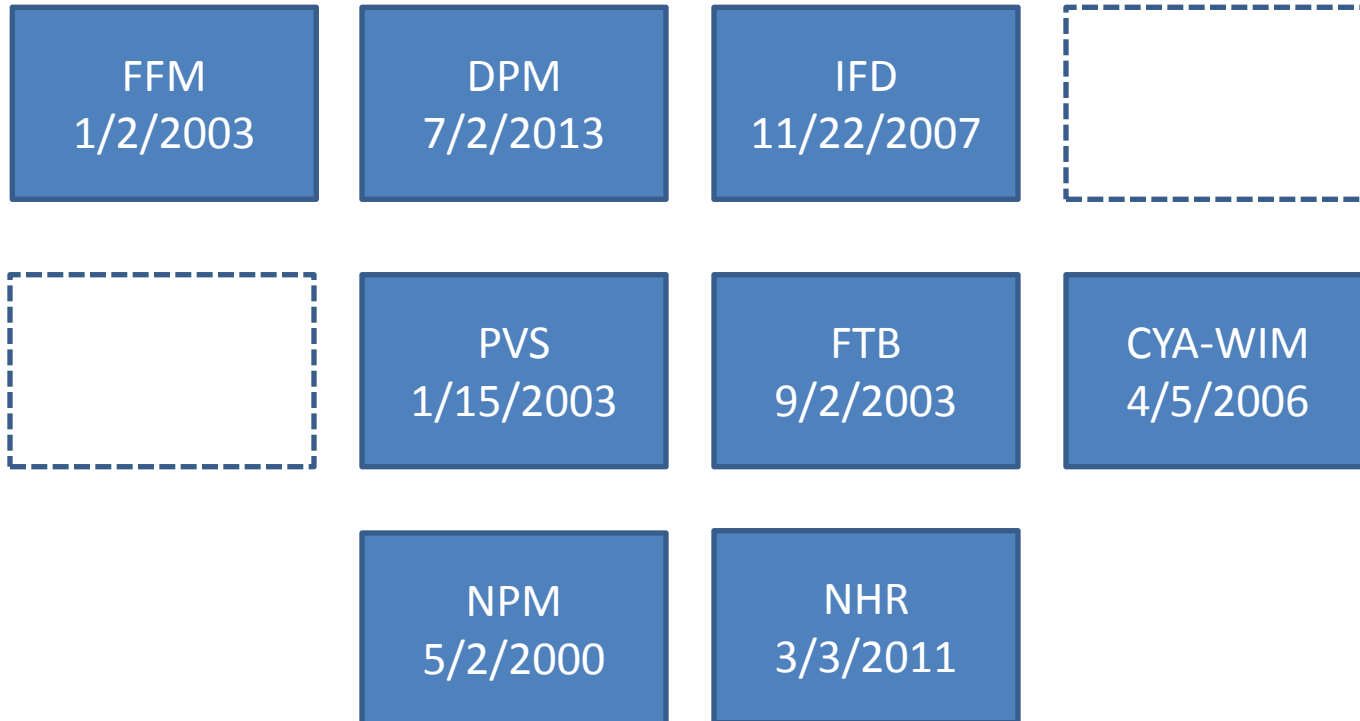 FFM
1/2/2003
DPM
7/2/2013
IFD
11/22/2007
PVS
1/15/2003
FTB
9/2/2003
CYA-WIM
4/5/2006
NPM
5/2/2000
NHR
3/3/2011